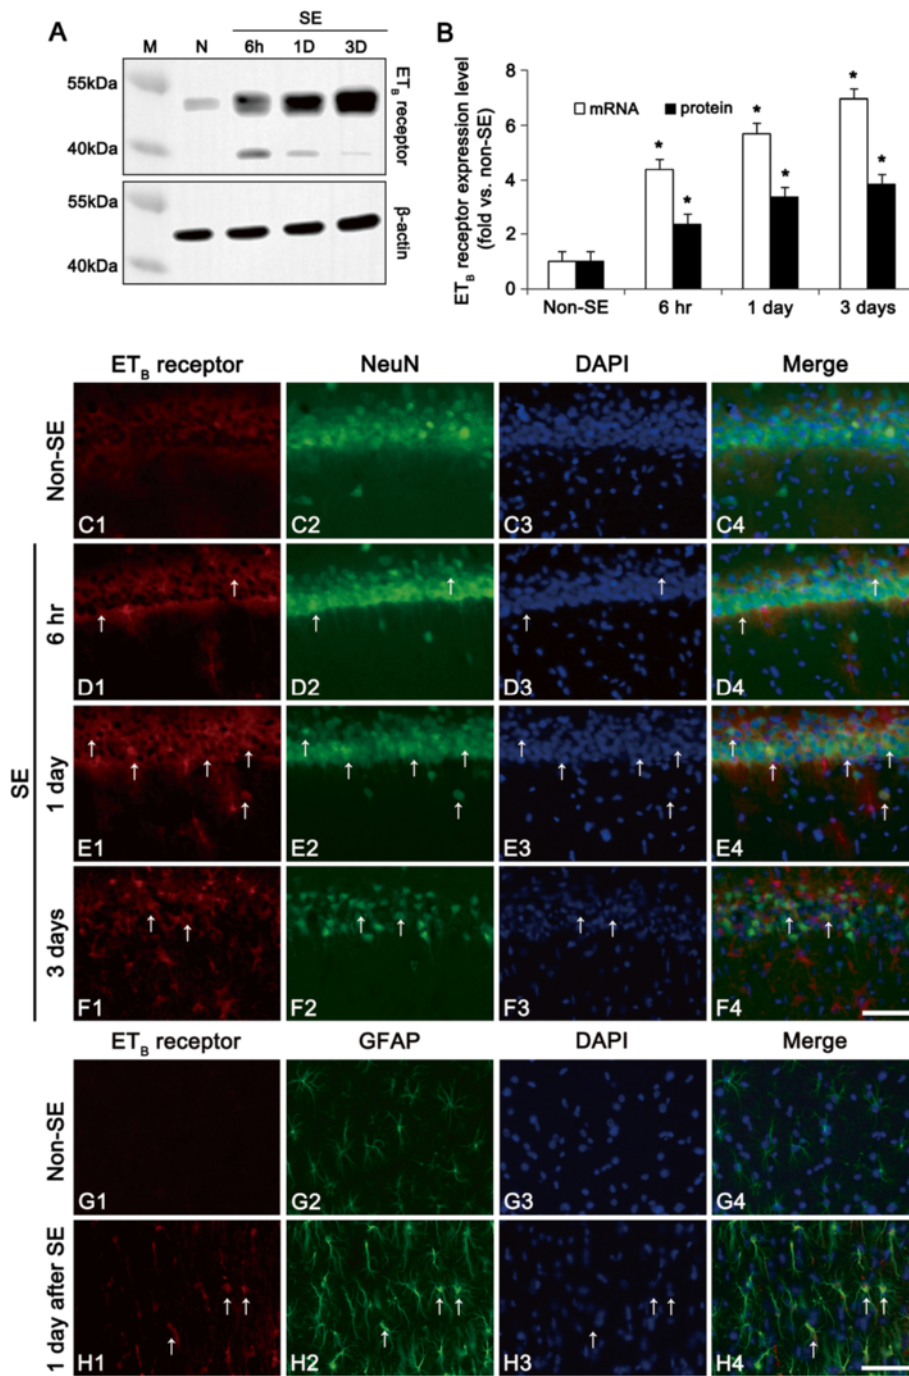 A
SE
M N 6h 1D 3D
55kDa
40kDa
ET_B receptor
55kDa
40kDa
β-actin
B
ET_B receptor expression level
(fold vs. non-SE)
8
6
4
2
0
mRNA protein
* * * * * *
Non-SE 6 hr 1 day 3 days
ET_B receptor NeuN DAPI Merge
Non-SE
C1 C2 C3 C4
SE
6 hr
D1 D2 D3 D4
1 day
E1 E2 E3 E4
3 days
F1 F2 F3 F4
ET_B receptor GFAP DAPI Merge
Non-SE
G1 G2 G3 G4
1 day after SE
H1 H2 H3 H4